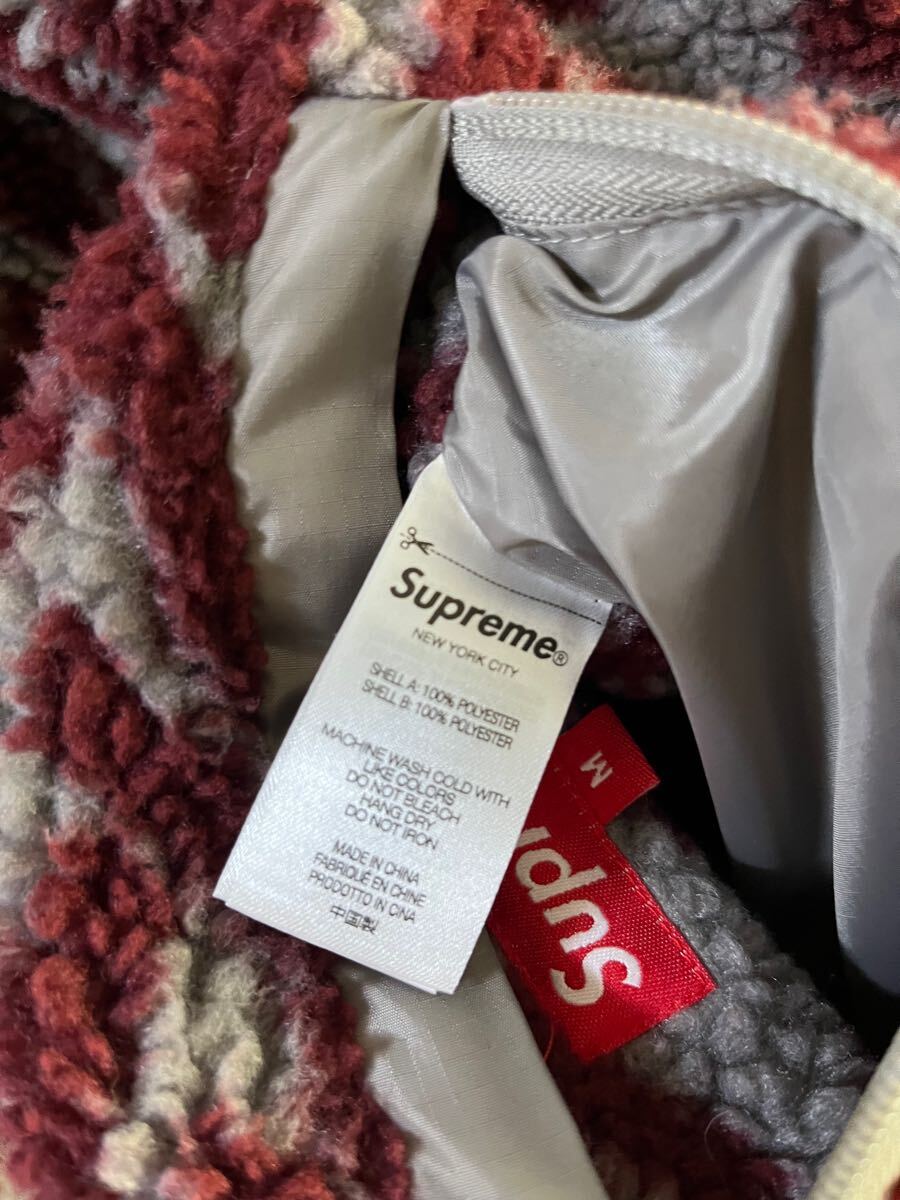 Supreme®
NEW YORK CITY
SHELL A: 100% POLYESTER
SHELL B: 100% POLYESTER
MACHINE WASH COLD WITH
LIKE COLORS
DO NOT BLEACH
HANG DRY
DO NOT IRON
MADE IN CHINA
FABRIQUÉ EN CHINE
PRODOTTO IN CINA
中国製
M
Sup